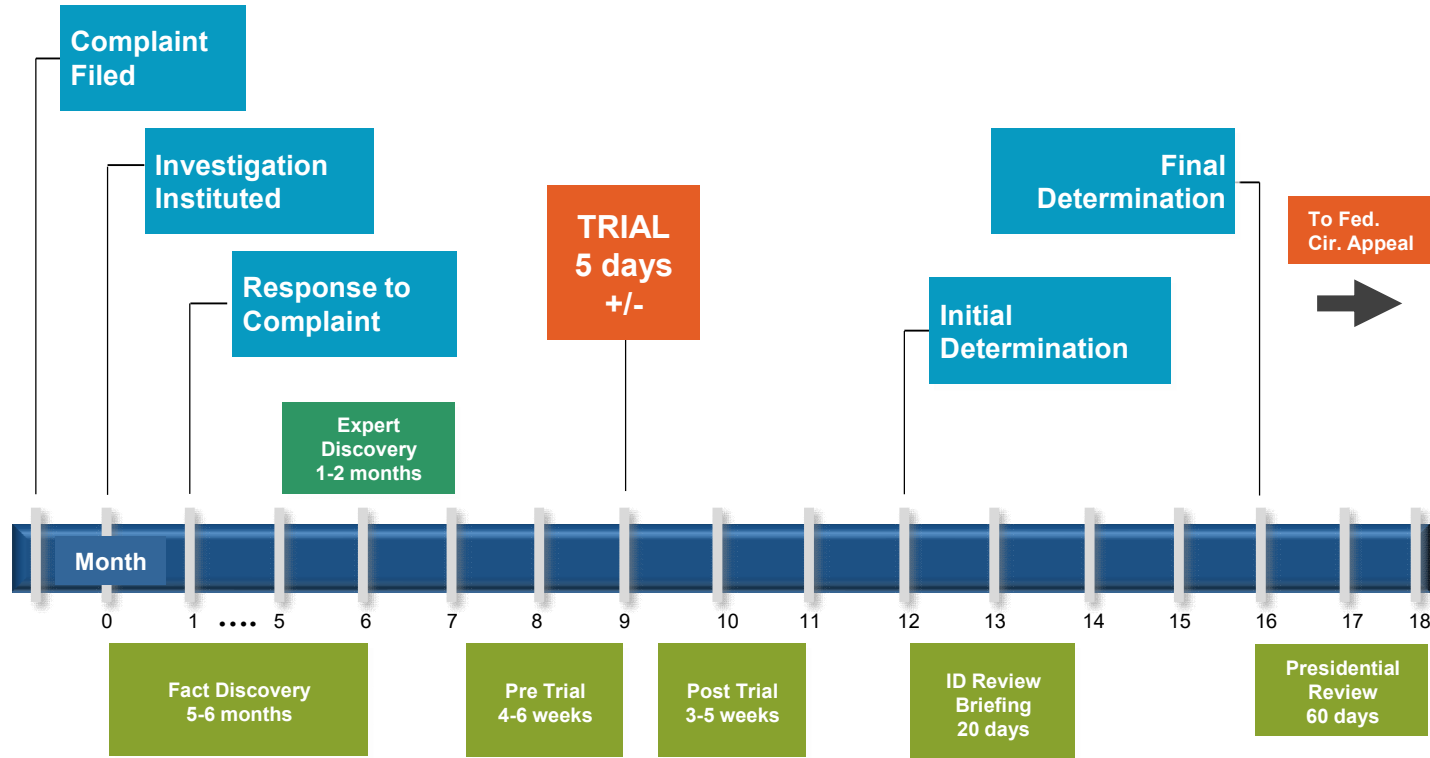 Complaint
Filed
Investigation
Instituted
Response to
Complaint
Expert
Discovery
1-2 months
TRIAL
5 days
+/-
Final
Determination
Initial
Determination
To Fed.
Cir. Appeal
Month
0 1 .... 5 6 7 8 9 10 11 12 13 14 15 16 17 18
Fact Discovery
5-6 months
Pre Trial
4-6 weeks
Post Trial
3-5 weeks
ID Review
Briefing
20 days
Presidential
Review
60 days